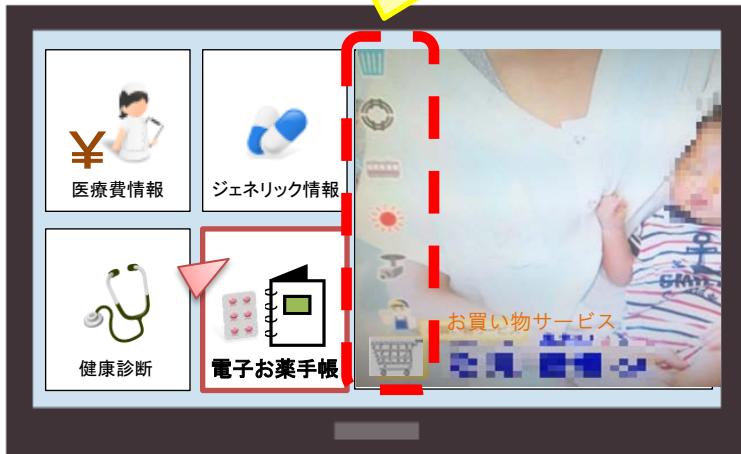 ¥
医療費情報
ジェネリック情報
健康診断
電子お薬手帳
お買い物サービス